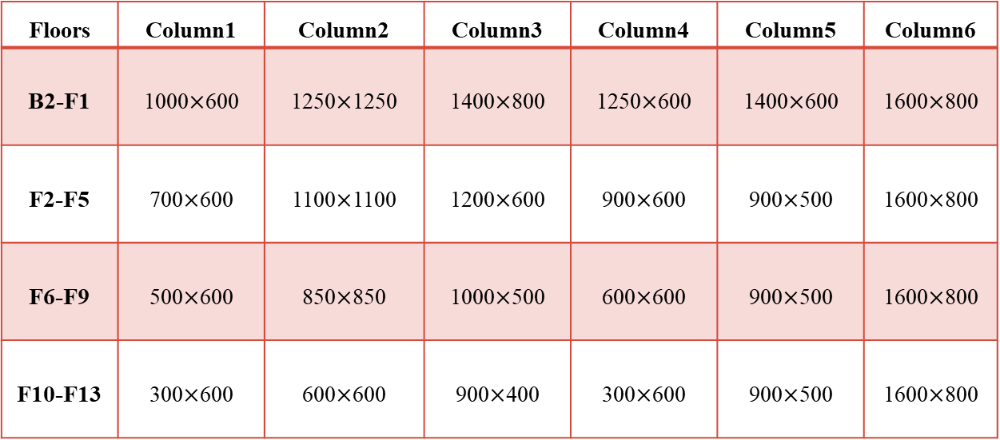 Floors Column1 Column2 Column3 Column4 Column5 Column6
B2-F1 1000×600 1250×1250 1400×800 1250×600 1400×600 1600×800
F2-F5 700×600 1100×1100 1200×600 900×600 900×500 1600×800
F6-F9 500×600 850×850 1000×500 600×600 900×500 1600×800
F10-F13 300×600 600×600 900×400 300×600 900×500 1600×800